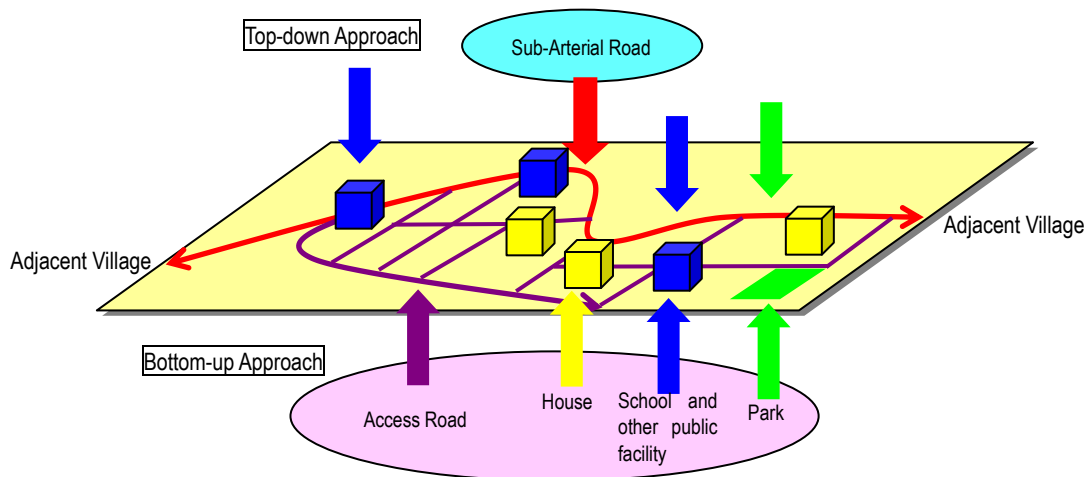 Top-down Approach
Sub-Arterial Road
Adjacent Village
Adjacent Village
Bottom-up Approach
Access Road
House
School and
other public
facility
Park